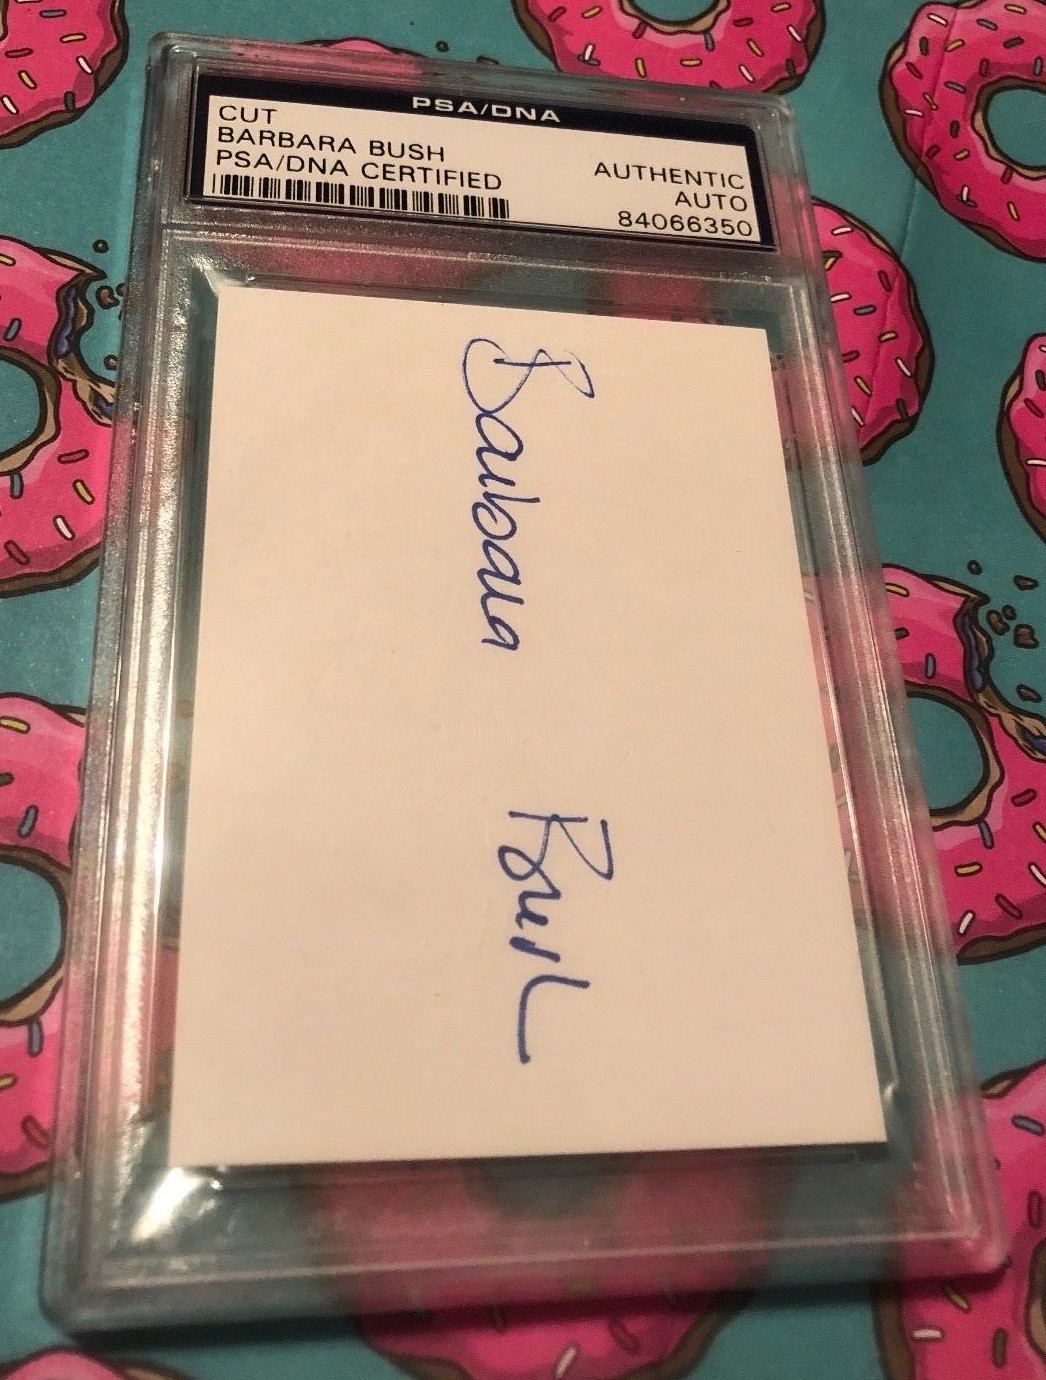 PSA/DNA
CUT
BARBARA BUSH
PSA/DNA CERTIFIED
AUTHENTIC
AUTO
84066350
Barbara Bush